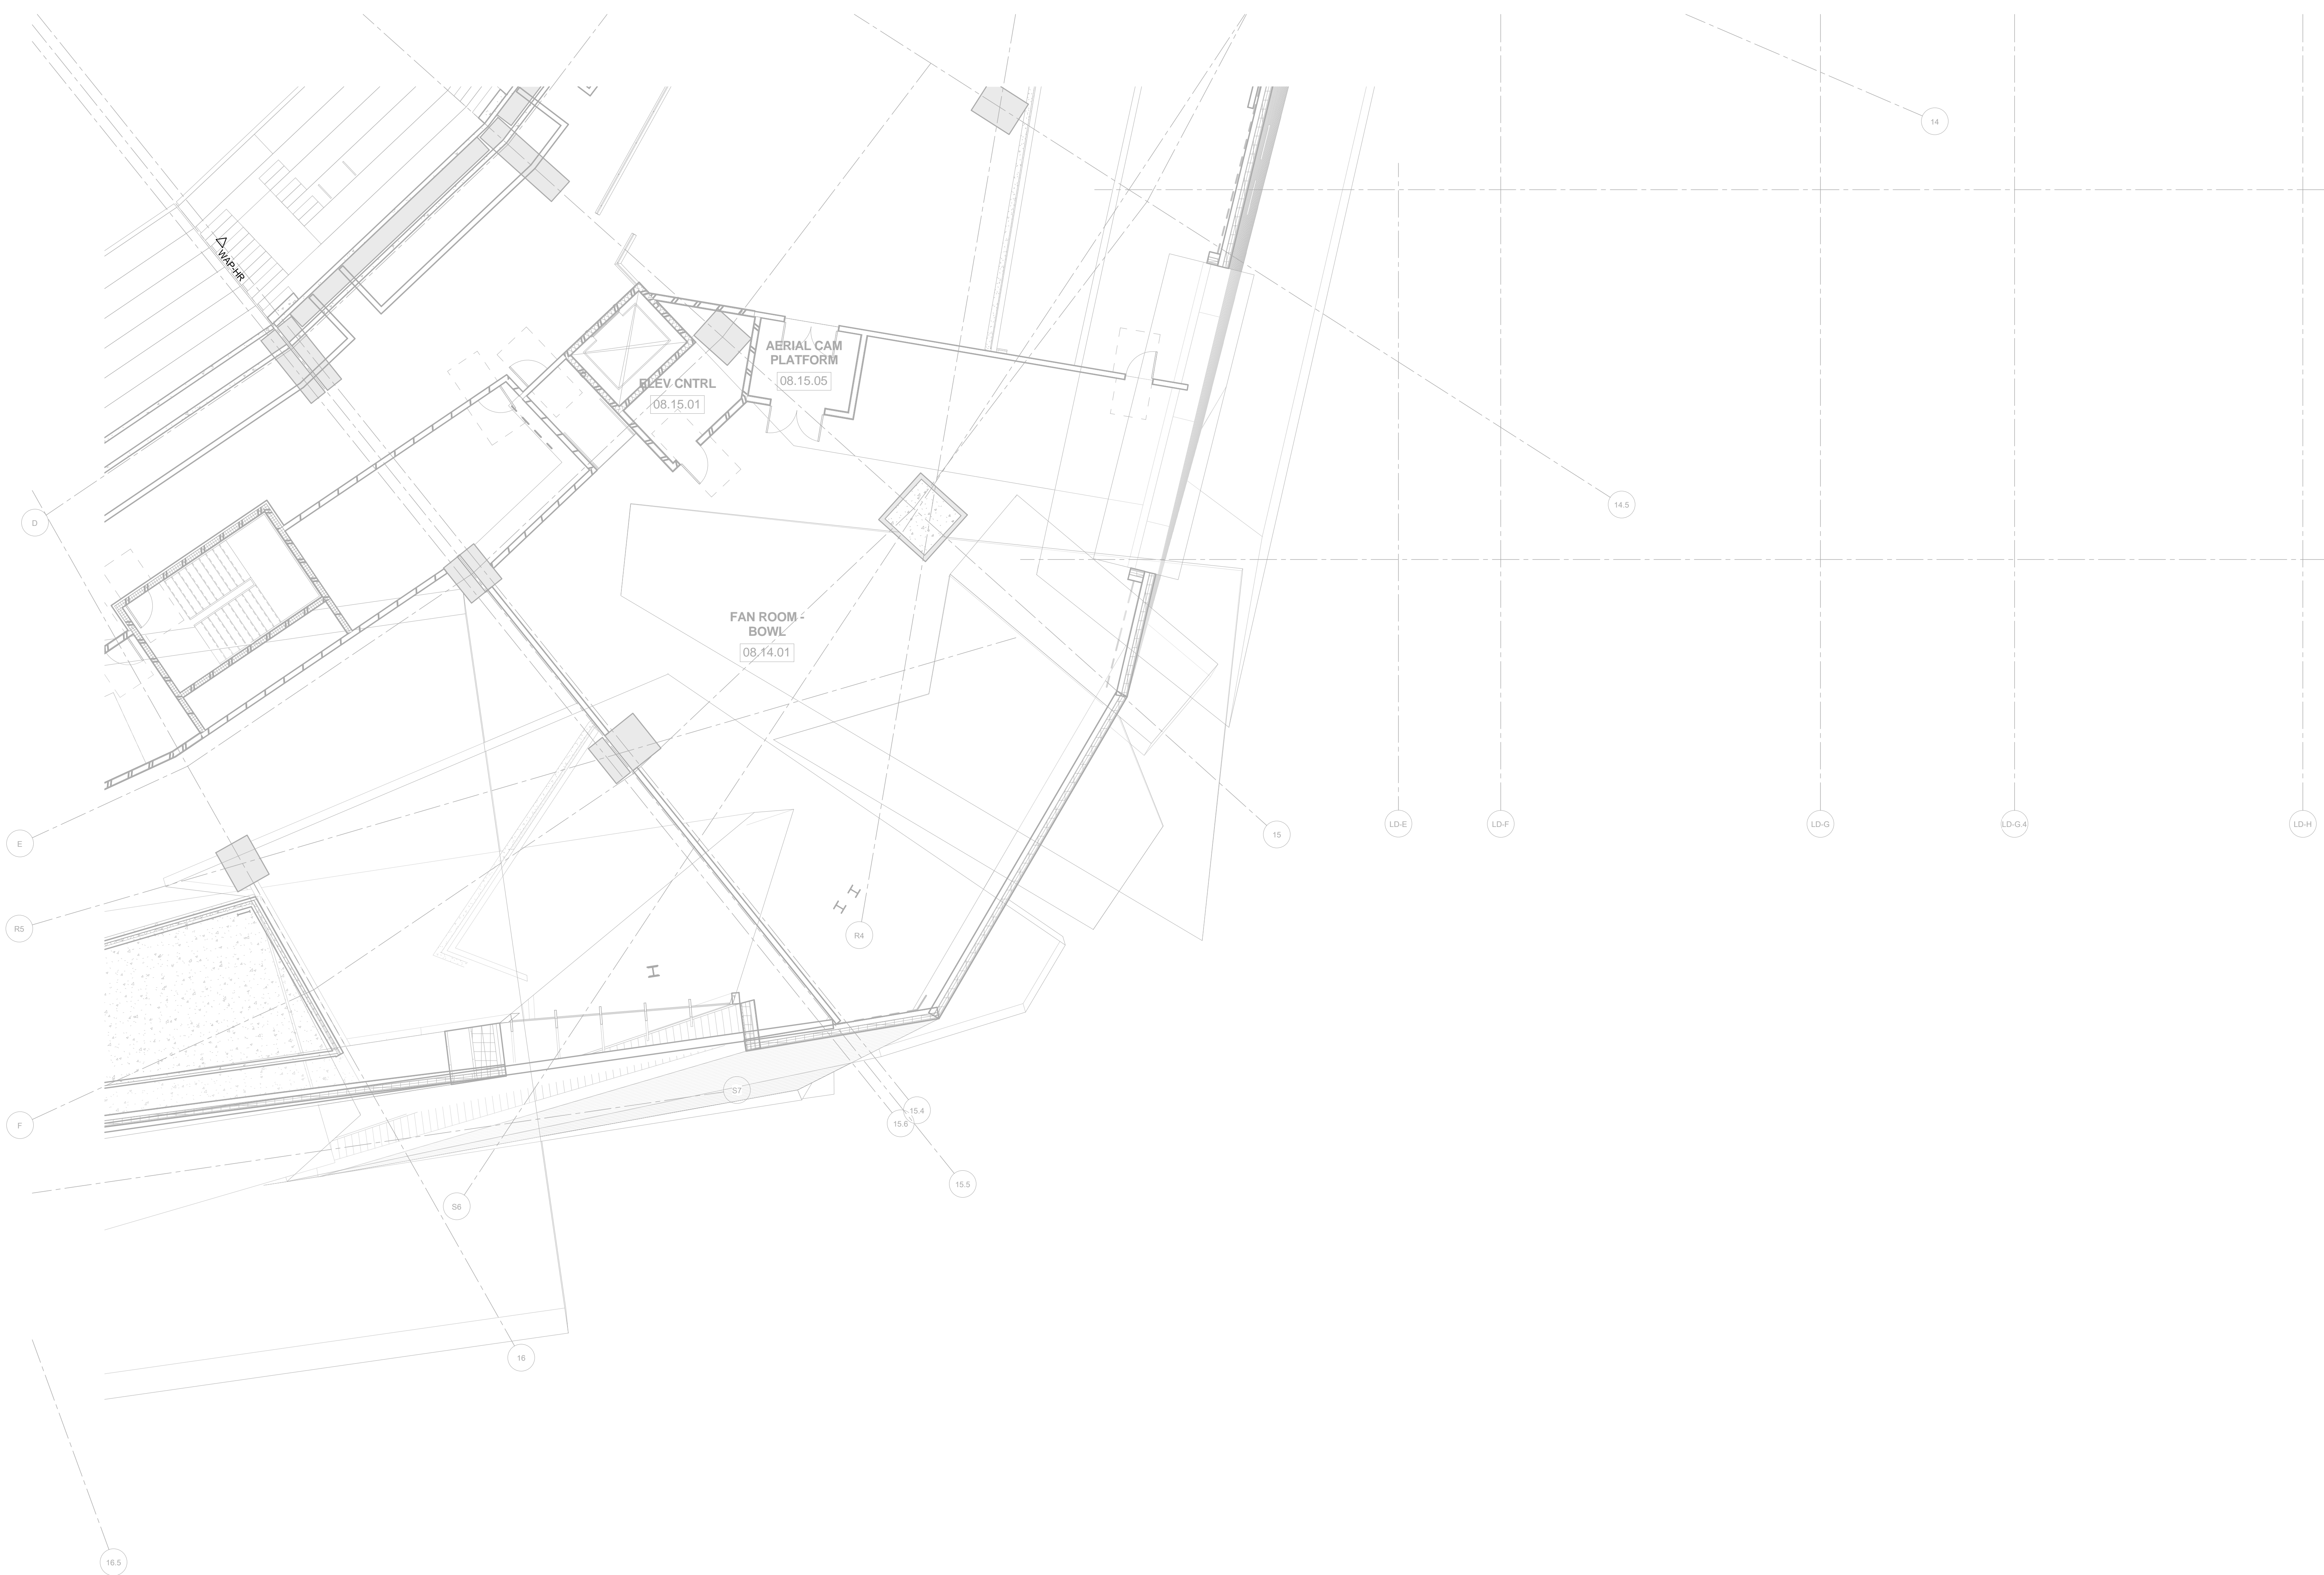 14
WAP-HR
AERIAL CAM
PLATFORM
08.15.05
ELEV CNTRL
08.15.01
14.5
D
FAN ROOM -
BOWL
08.14.01
LD-E
LD-F
LD-G
LD-G.4
LD-H
15
E
R5
R4
S7
15.4
15.6
F
15.5
S6
16
16.5